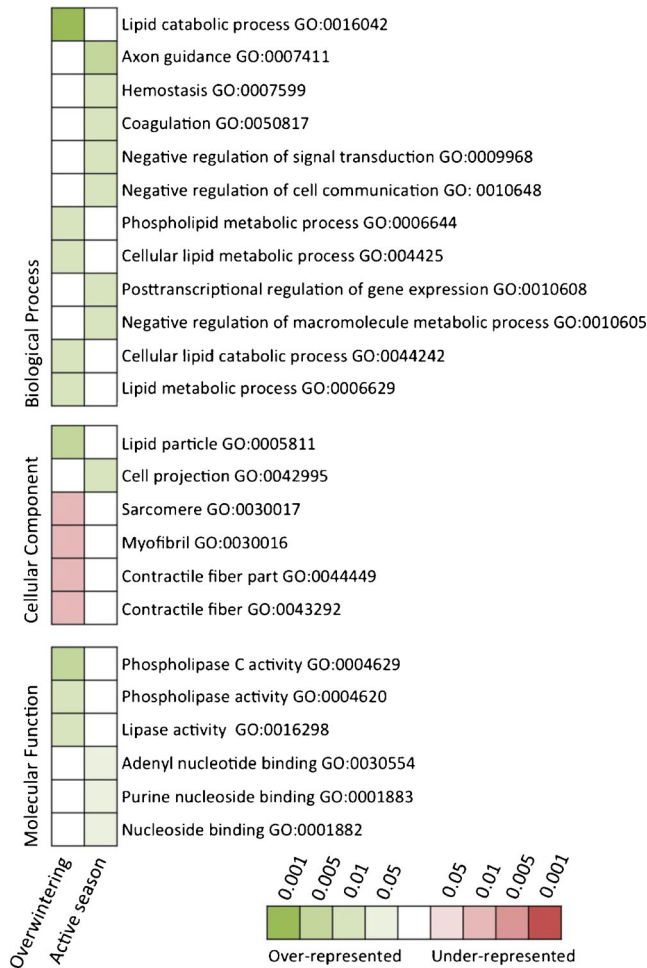 Lipid catabolic process GO:0016042
Axon guidance GO:0007411
Hemostasis GO:0007599
Coagulation GO:0050817
Negative regulation of signal transduction GO:0009968
Negative regulation of cell communication GO: 0010648
Phospholipid metabolic process GO:0006644
Cellular lipid metabolic process GO:004425
Posttranscriptional regulation of gene expression GO:0010608
Negative regulation of macromolecule metabolic process GO:0010605
Cellular lipid catabolic process GO:0044242
Lipid metabolic process GO:0006629
Biological Process
Lipid particle GO:0005811
Cell projection GO:0042995
Sarcomere GO:0030017
Myofibril GO:0030016
Contractile fiber part GO:0044449
Contractile fiber GO:0043292
Cellular Component
Phospholipase C activity GO:0004629
Phospholipase activity GO:0004620
Lipase activity GO:0016298
Adenyl nucleotide binding GO:0030554
Purine nucleoside binding GO:0001883
Nucleoside binding GO:0001882
Molecular Function
Overwintering
Active season
0.001 0.005 0.01 0.05 0.05 0.01 0.005 0.001
Over-represented Under-represented